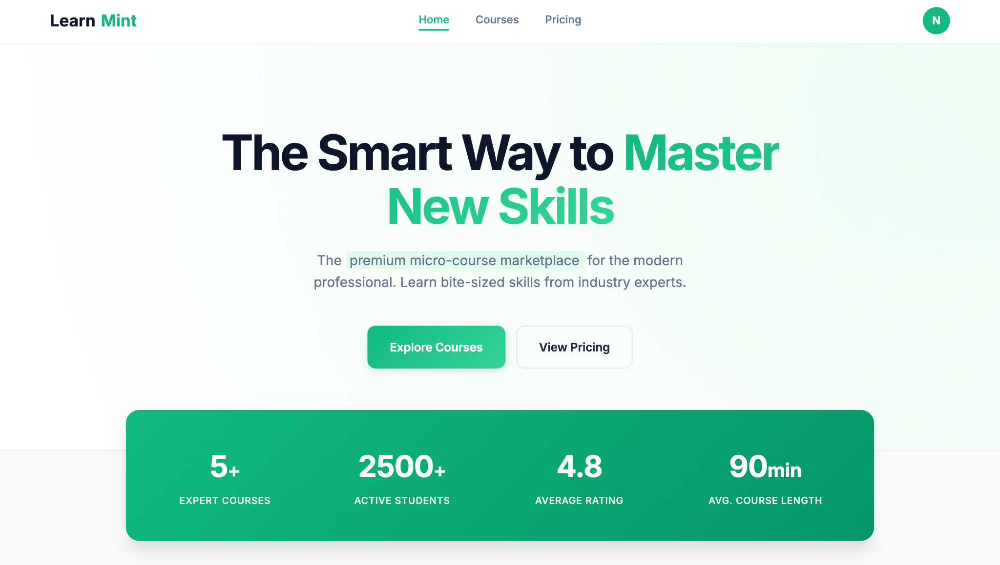 Learn Mint
Home
Courses
Pricing
N
The Smart Way to Master
New Skills
The premium micro-course marketplace for the modern
professional. Learn bite-sized skills from industry experts.
Explore Courses
View Pricing
5+
EXPERT COURSES
2500+
ACTIVE STUDENTS
4.8
AVERAGE RATING
90min
AVG. COURSE LENGTH